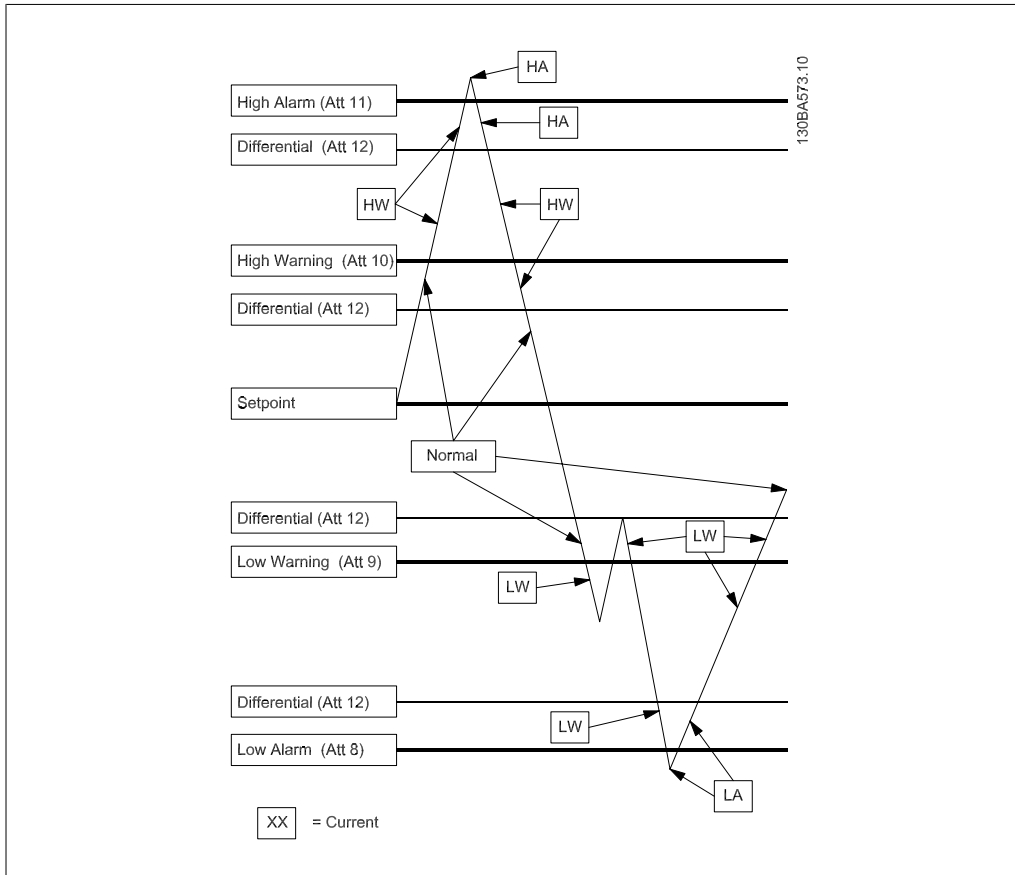 HA
130BA573.10
High Alarm (Att 11)
HA
Differential (Att 12)
HW
HW
High Warning (Att 10)
Differential (Att 12)
Setpoint
Normal
Differential (Att 12)
LW
Low Warning (Att 9)
LW
Differential (Att 12)
LW
Low Alarm (Att 8)
LA
XX = Current